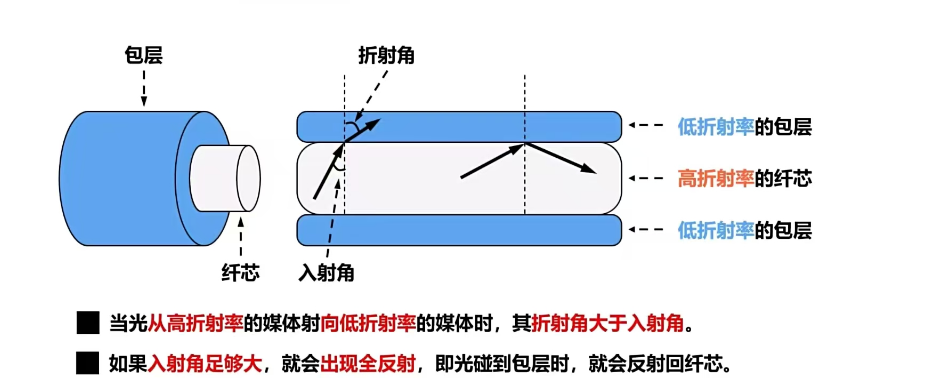 包层
折射角
低折射率的包层
高折射率的纤芯
低折射率的包层
纤芯
入射角
当光从高折射率的媒体射向低折射率的媒体时，其折射角大于入射角。
如果入射角足够大，就会出现全反射，即光碰到包层时，就会反射回纤芯。